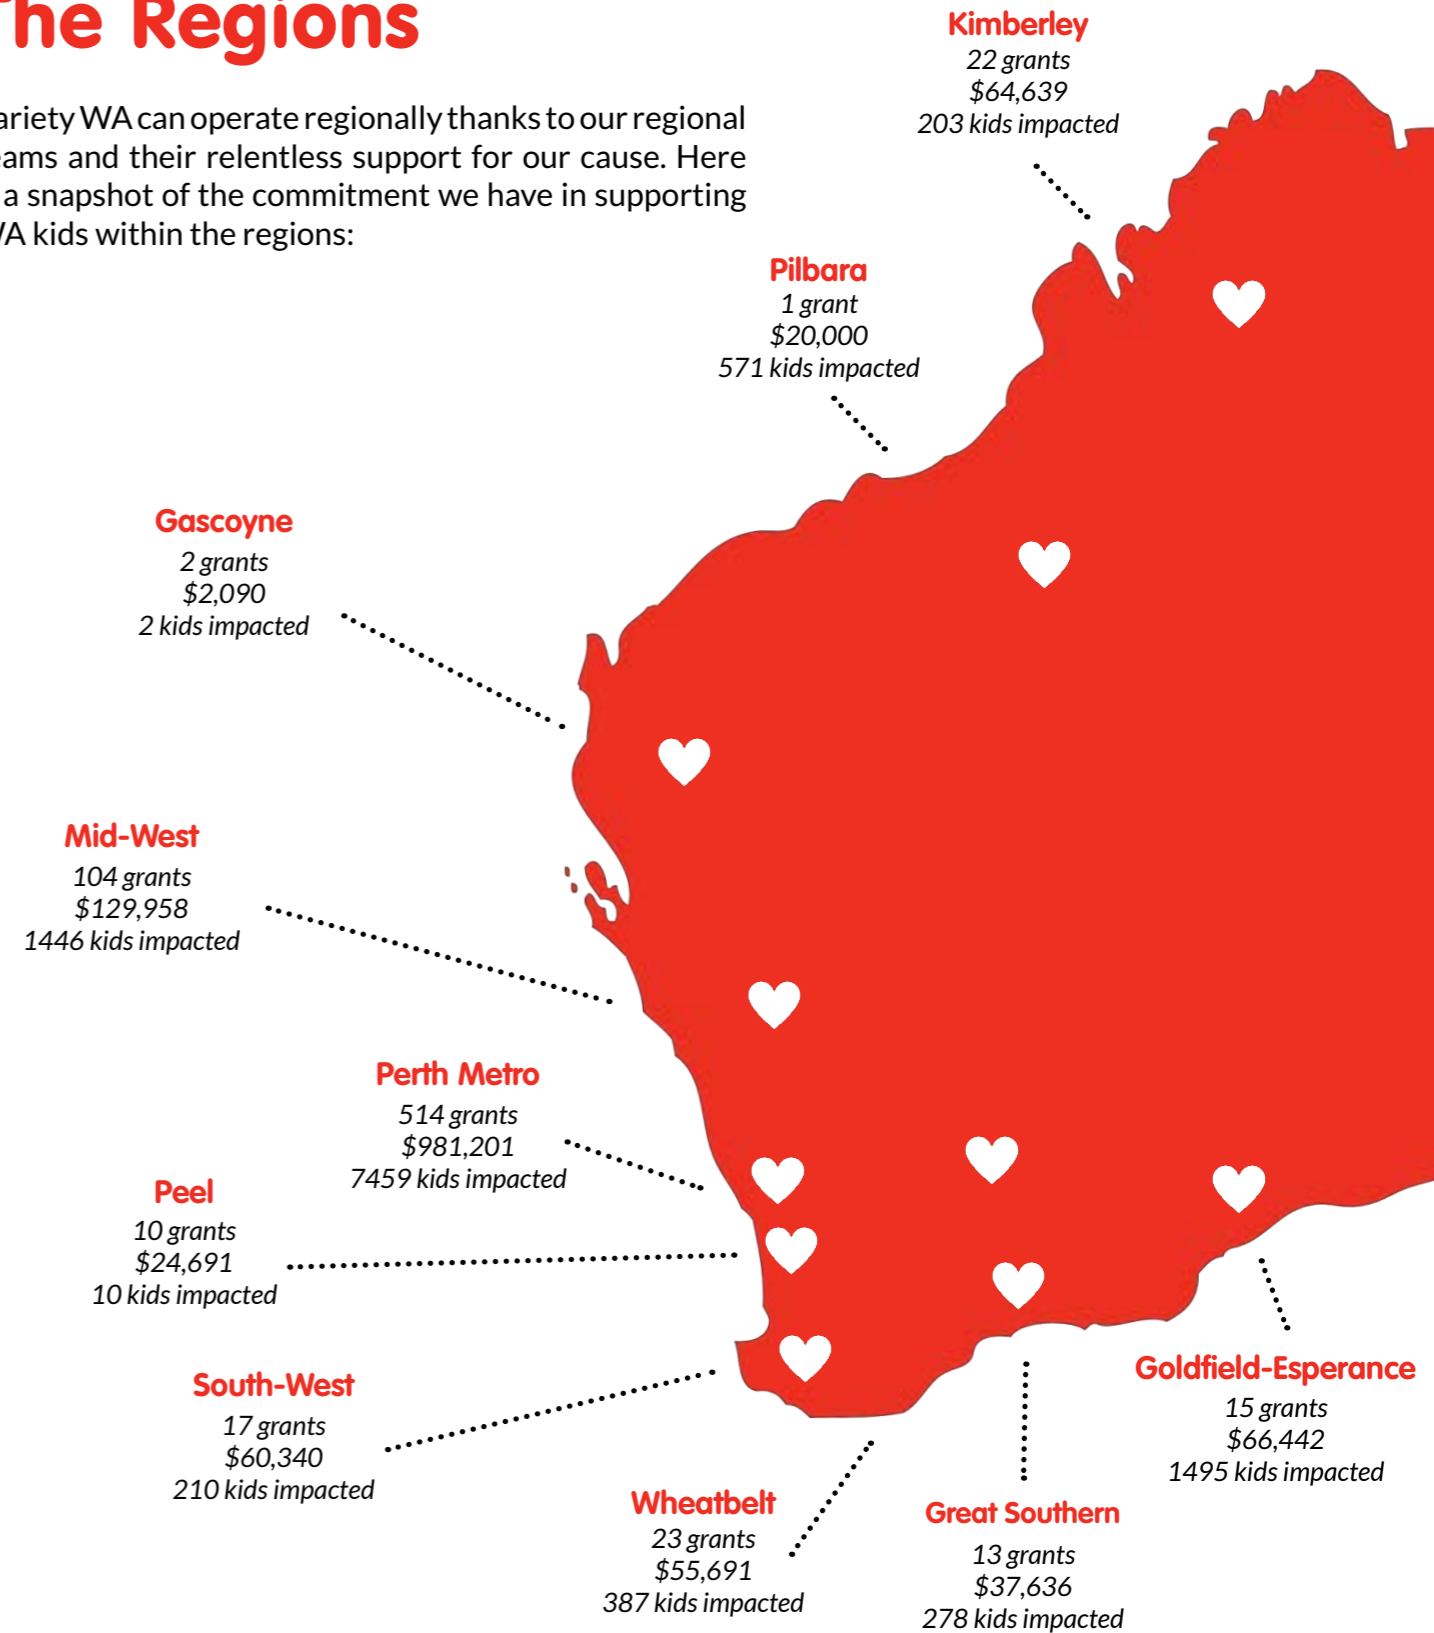 he Regions
ariety WA can operate regionally thanks to our regional
eams and their relentless support for our cause. Here
a snapshot of the commitment we have in supporting
WA kids within the regions:
Kimberley
22 grants
$64,639
203 kids impacted
Pilbara
1 grant
$20,000
571 kids impacted
Gascoyne
2 grants
$2,090
2 kids impacted
Mid-West
104 grants
$129,958
1446 kids impacted
Perth Metro
514 grants
$981,201
7459 kids impacted
Peel
10 grants
$24,691
10 kids impacted
South-West
17 grants
$60,340
210 kids impacted
Wheatbelt
23 grants
$55,691
387 kids impacted
Great Southern
13 grants
$37,636
278 kids impacted
Goldfield-Esperance
15 grants
$66,442
1495 kids impacted